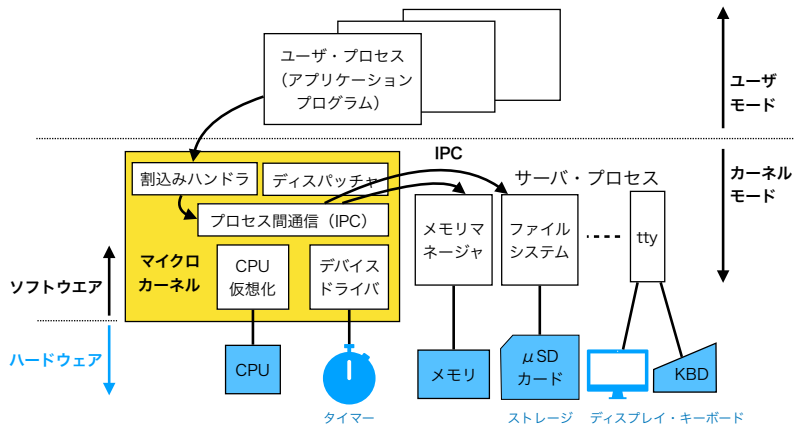 ユーザ・プロセス
（アプリケーション
プログラム）
ユーザ
モード
IPC
カーネル
モード
割込みハンドラ
ディスパッチャ
サーバ・プロセス
プロセス間通信（IPC）
メモリマ
ネージャ
ファイル
システム
tty
マイクロ
カーネル
CPU
仮想化
デバイス
ドライバ
ソフトウエア
ハードウェア
CPU
メモリ
μSD
カード
KBD
タイマー
ストレージ
ディスプレイ・キーボード